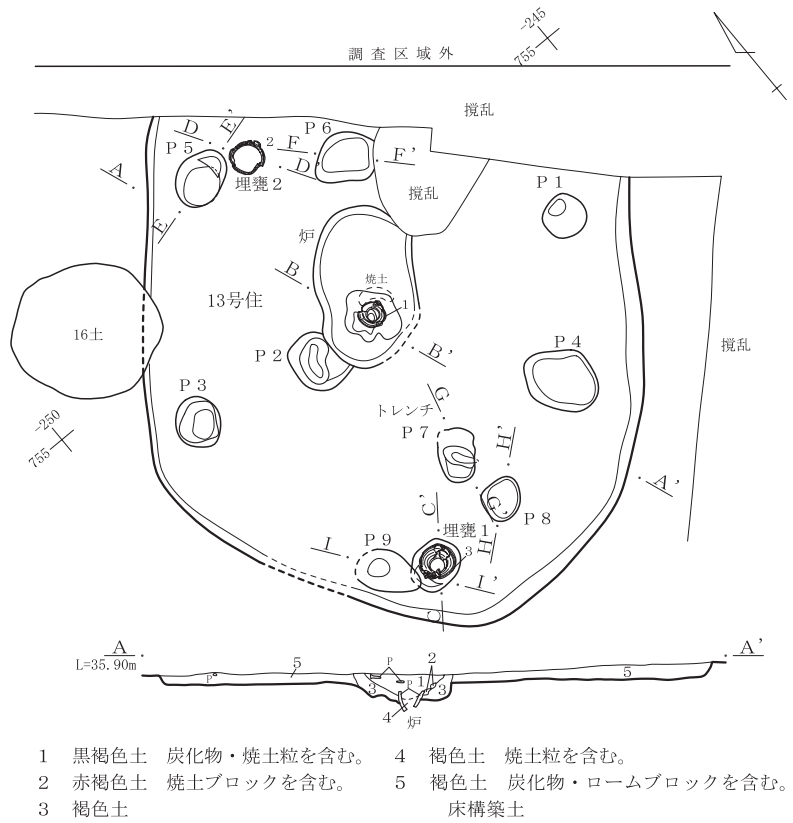 -245
755
調査区域外
撹乱
D
E'
P6
F
P5
2
D'
F'
A
埋甕2
撹乱
P1
E
炉
B
焼土
13号住
1
16土
撹乱
P2
B'
P4
P3
G
トレンチ
-250
755
P7
H'
A'
C'
G'
埋甕1
P8
I
P9
H
3
I'
C
A
A'
L=35.90m
P
5
P
2
P
1
5
3
3
4
炉
1 黒褐色土 炭化物・焼土粒を含む。 4 褐色土 焼土粒を含む。
2 赤褐色土 焼土ブロックを含む。 5 褐色土 炭化物・ロームブロックを含む。
3 褐色土 床構築土